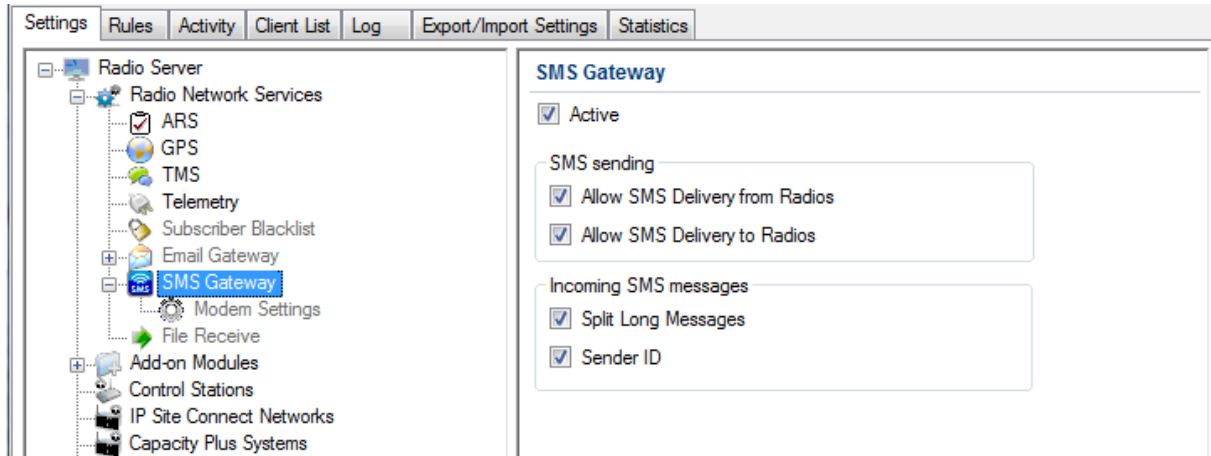 Settings Rules Activity Client List Log Export/Import Settings Statistics
Radio Server
Radio Network Services
ARS
GPS
TMS
Telemetry
Subscriber Blacklist
Email Gateway
SMS
SMS Gateway
Modem Settings
File Receive
Add-on Modules
Control Stations
IP Site Connect Networks
Capacity Plus Systems
SMS Gateway
Active
SMS sending
Allow SMS Delivery from Radios
Allow SMS Delivery to Radios
Incoming SMS messages
Split Long Messages
Sender ID